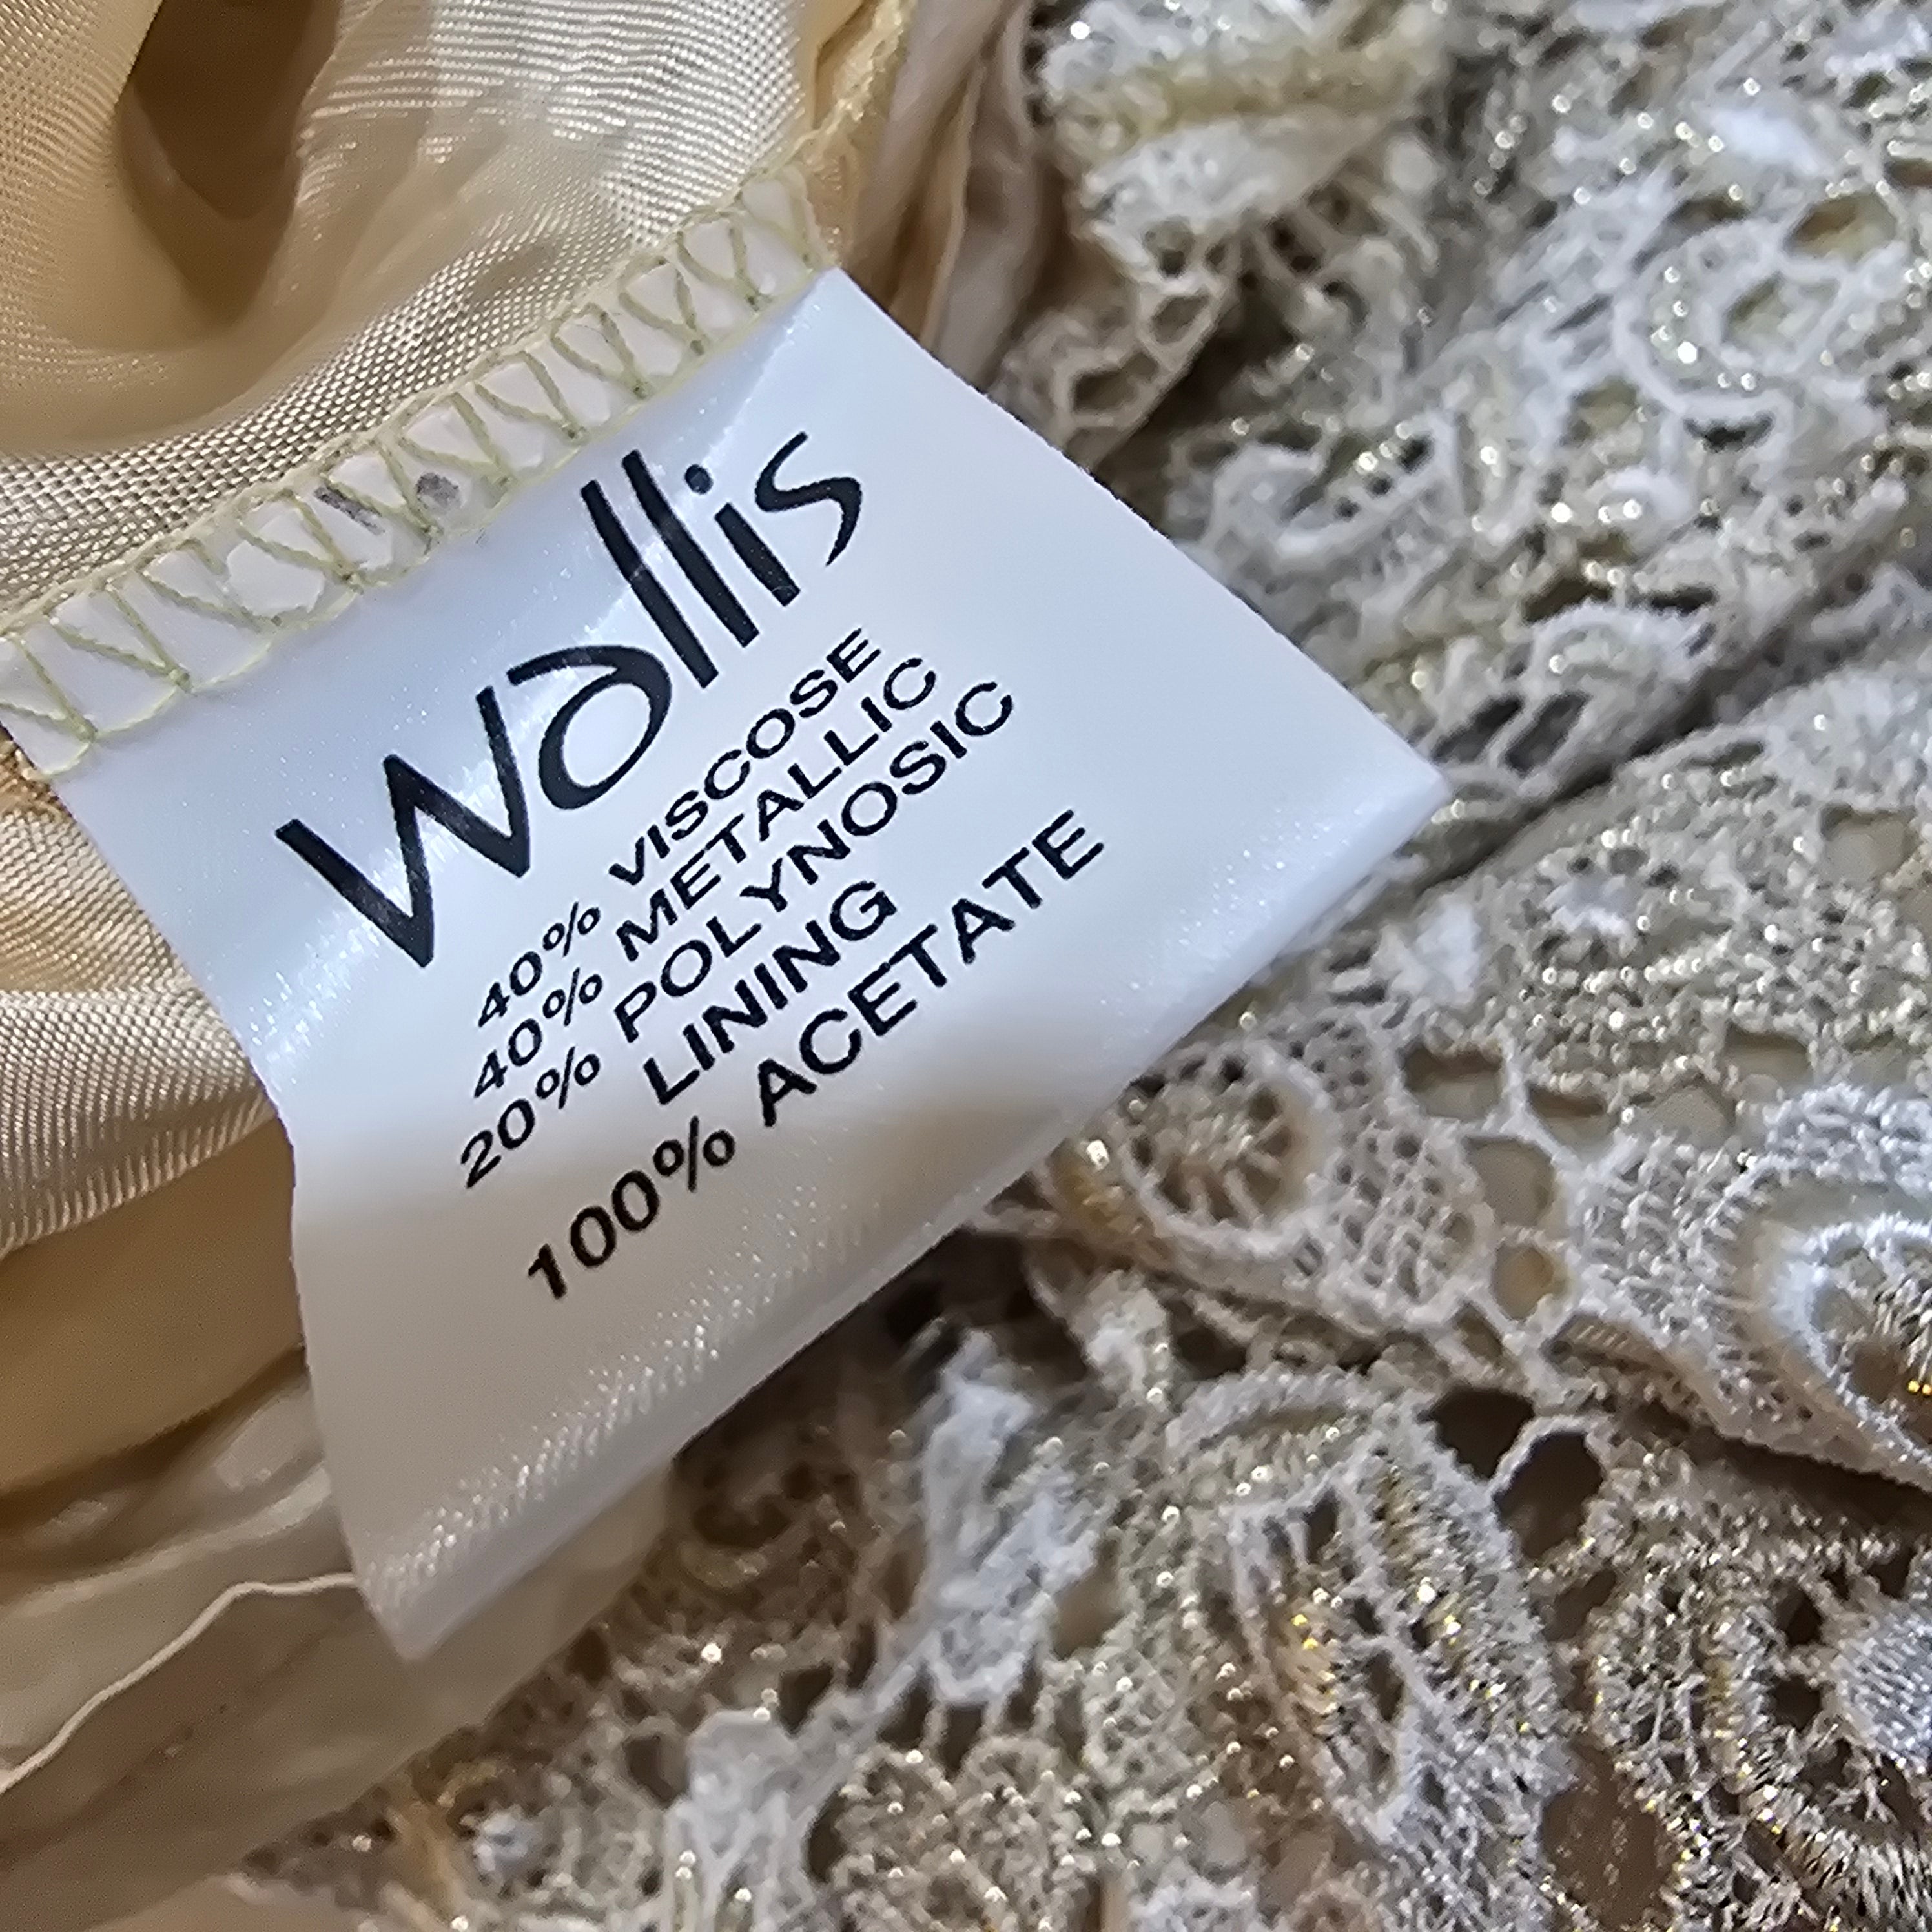 wallis
40% VISCOSE
40% METALLIC
20% POLYNOSIC
LINING
100% ACETATE